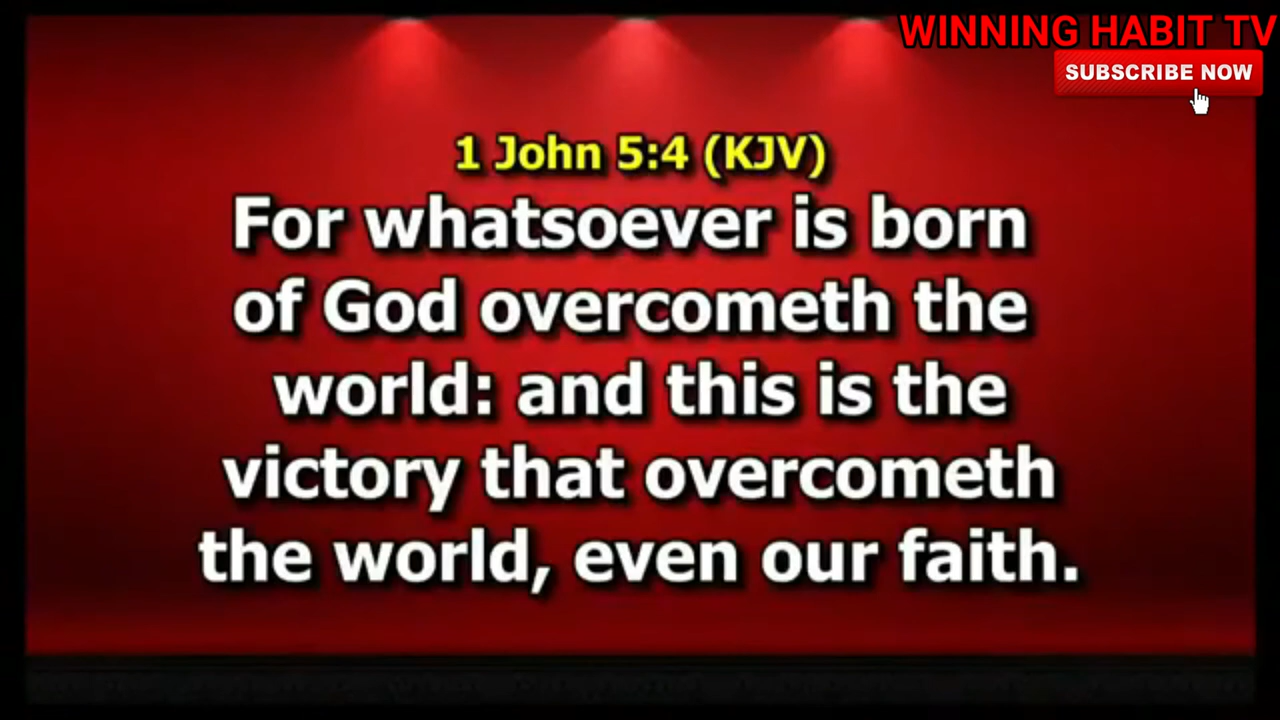 WINNING HABIT TV
SUBSCRIBE NOW
1 John 5:4 (KJV)
For whatsoever is born
of God overcometh the
world: and this is the
victory that overcometh
the world, even our faith.